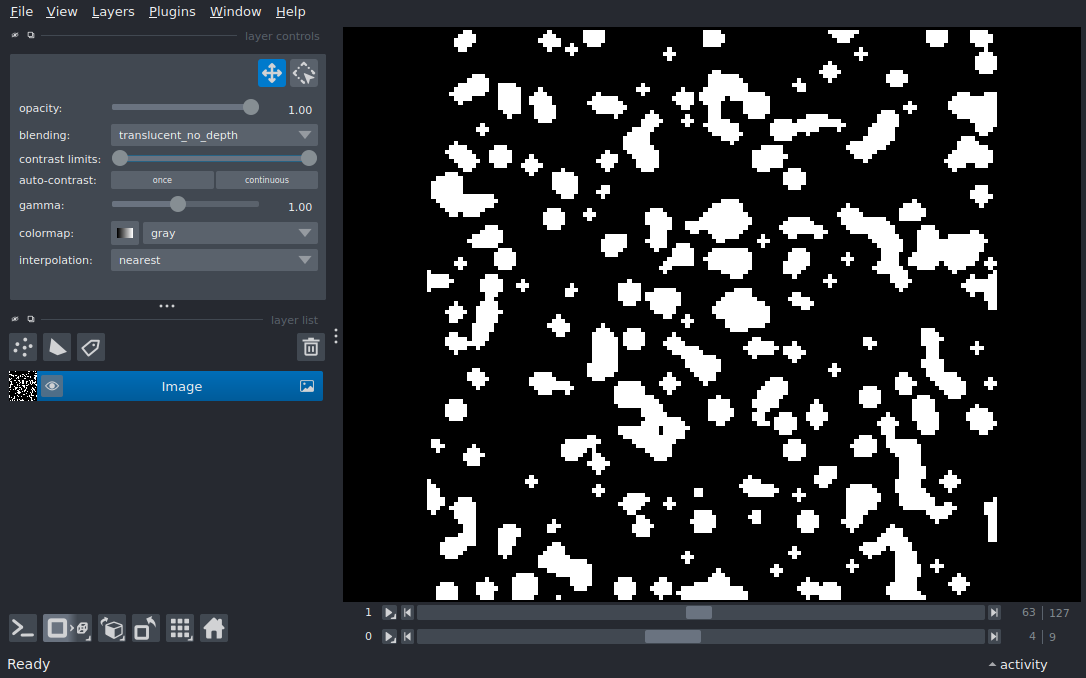 File View Layers Plugins Window Help
layer controls
opacity: 1.00
blending: translucent_no_depth
contrast limits:
auto-contrast: once continuous
gamma: 1.00
colormap: gray
interpolation: nearest
layer list
Image
1 63 127
0 4 9
Ready activity